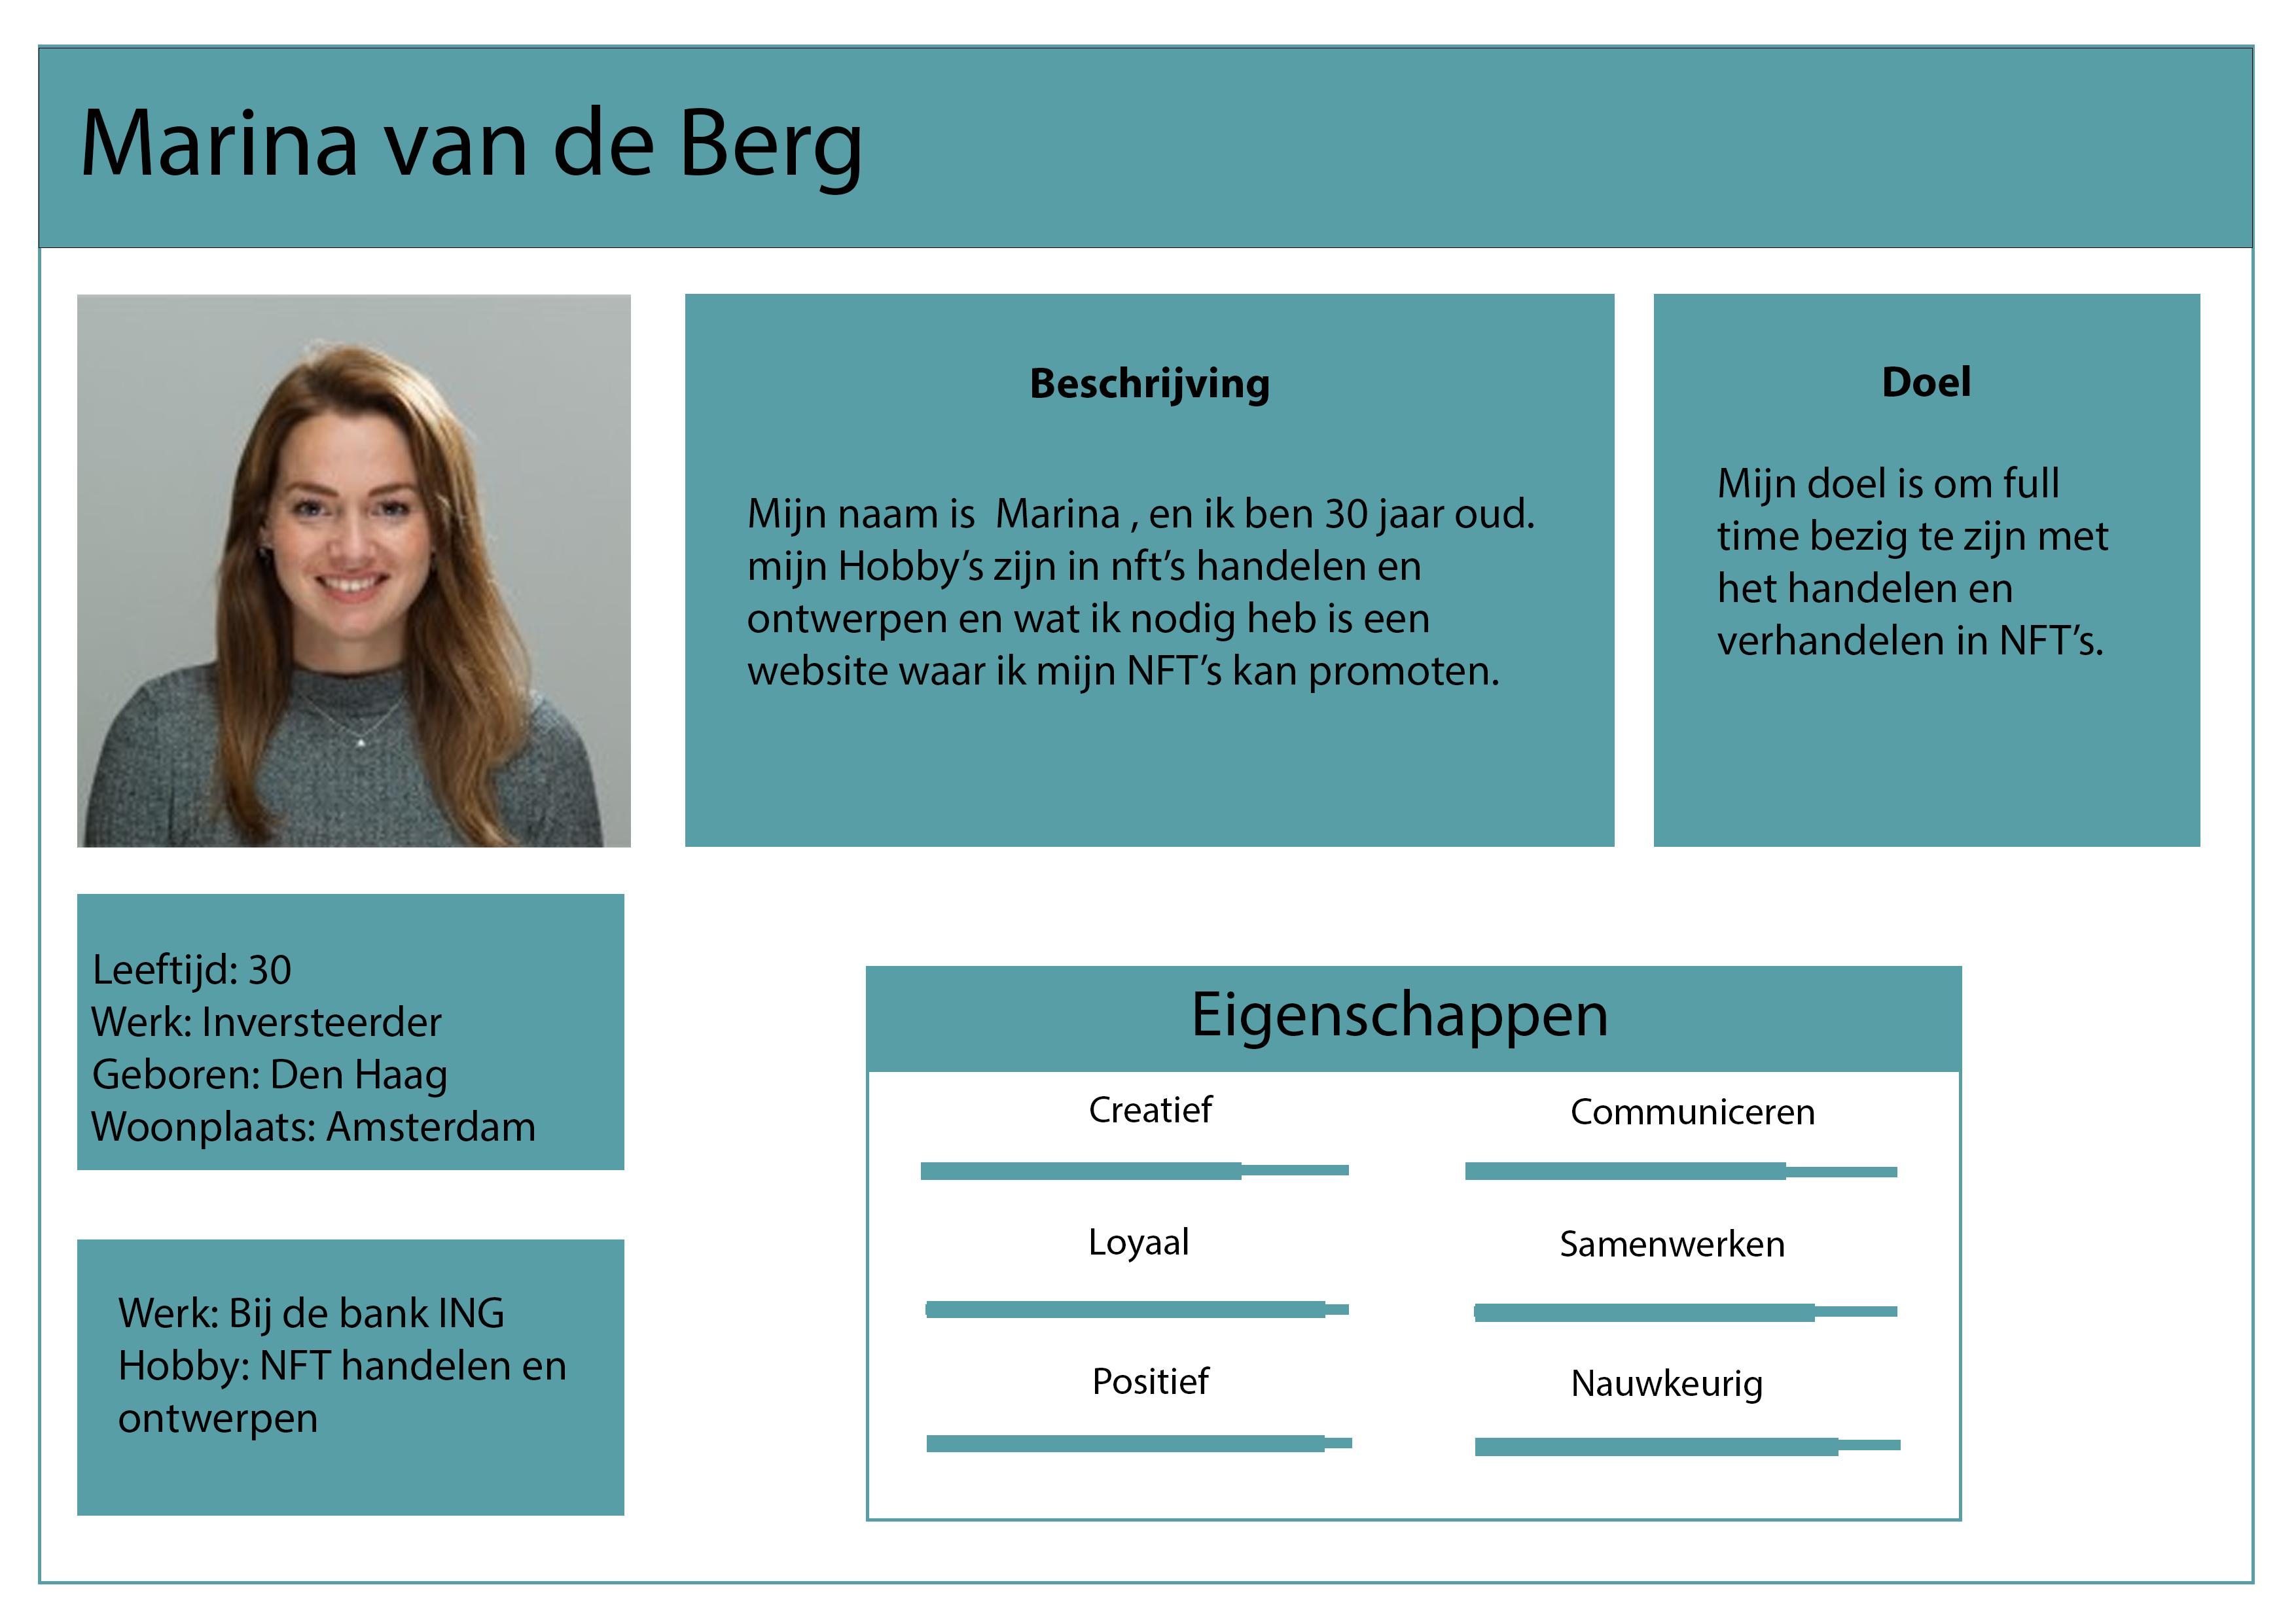 Marina van de Berg
Beschrijving
Mijn naam is  Marina , en ik ben 30 jaar oud.
mijn Hobby’s zijn in nft’s handelen en
ontwerpen en wat ik nodig heb is een
website waar ik mijn NFT’s kan promoten.
Doel
Mijn doel is om full
time bezig te zijn met
het handelen en
verhandelen in NFT’s.
Leeftijd: 30
Werk: Inversteerder
Geboren: Den Haag
Woonplaats: Amsterdam
Werk: Bij de bank ING
Hobby: NFT handelen en
ontwerpen
Eigenschappen
Creatief
Communiceren
Loyaal
Samenwerken
Positief
Nauwkeurig